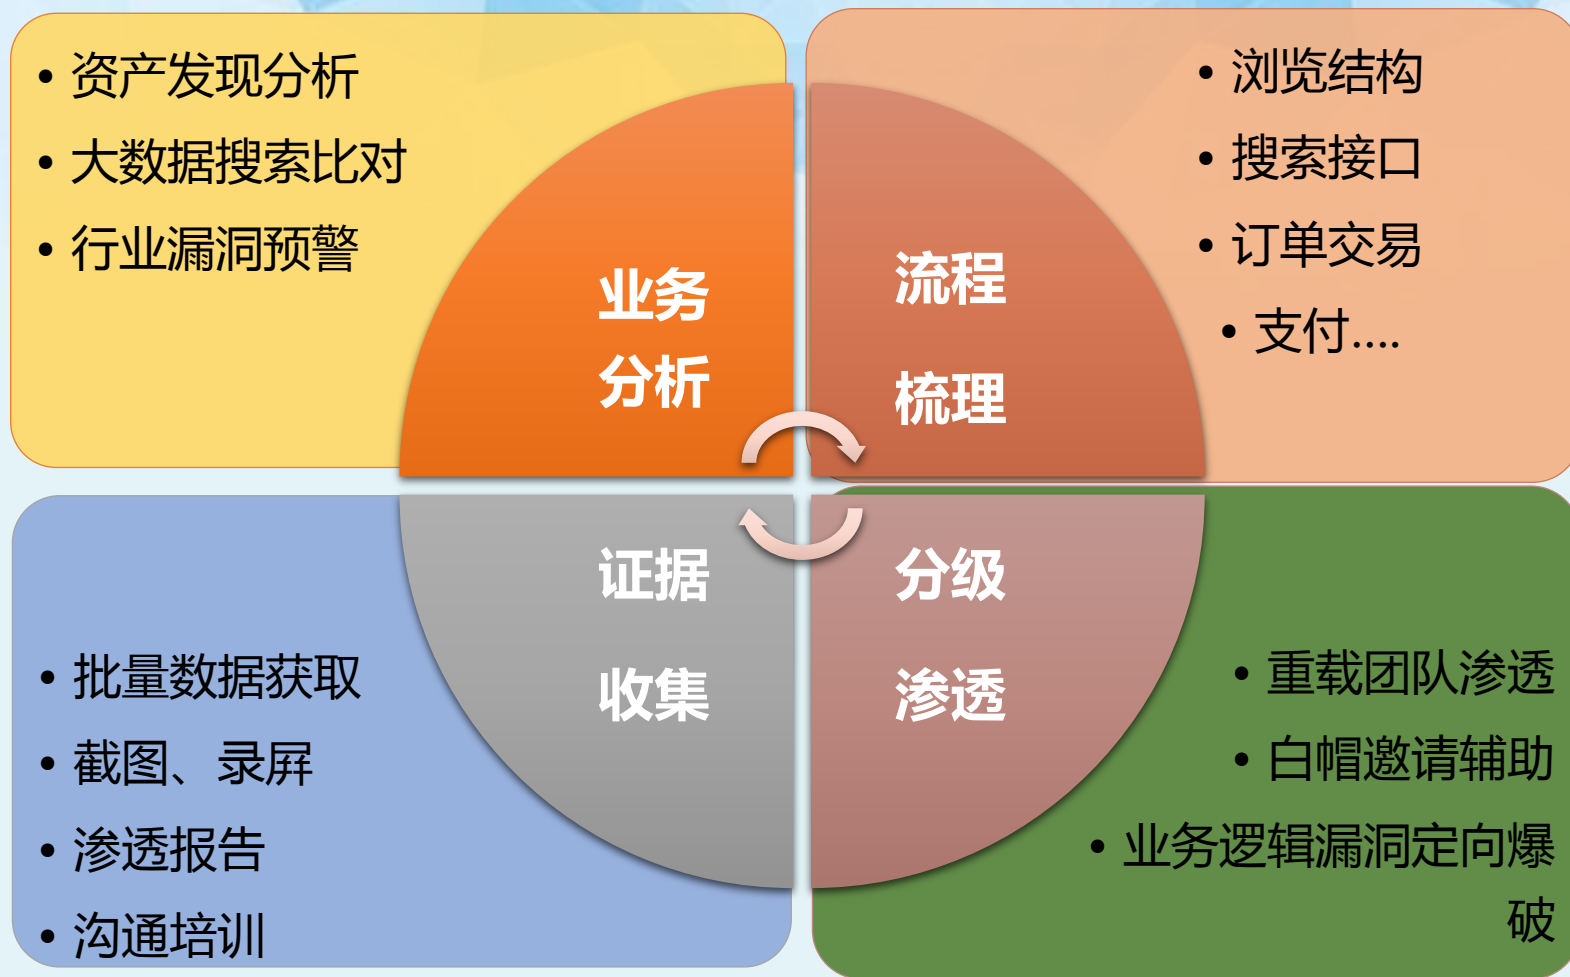 • 资产发现分析
• 大数据搜索比对
• 行业漏洞预警
业务
分析
• 浏览结构
• 搜索接口
• 订单交易
• 支付....
流程
梳理
• 批量数据获取
• 截图、录屏
• 渗透报告
• 沟通培训
证据
收集
分级
渗透
• 重载团队渗透
• 白帽邀请辅助
• 业务逻辑漏洞定向爆
破